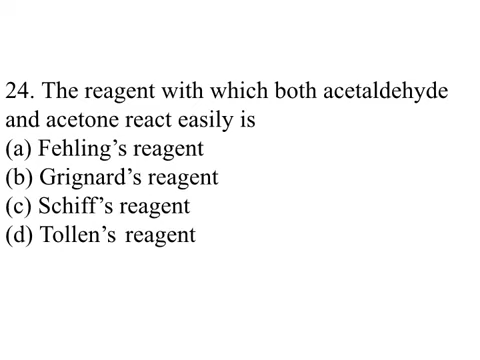 24. The reagent with which both acetaldehyde
and acetone react easily is
(a) Fehling’s reagent
(b) Grignard’s reagent
(c) Schiff’s reagent
(d) Tollen’s reagent